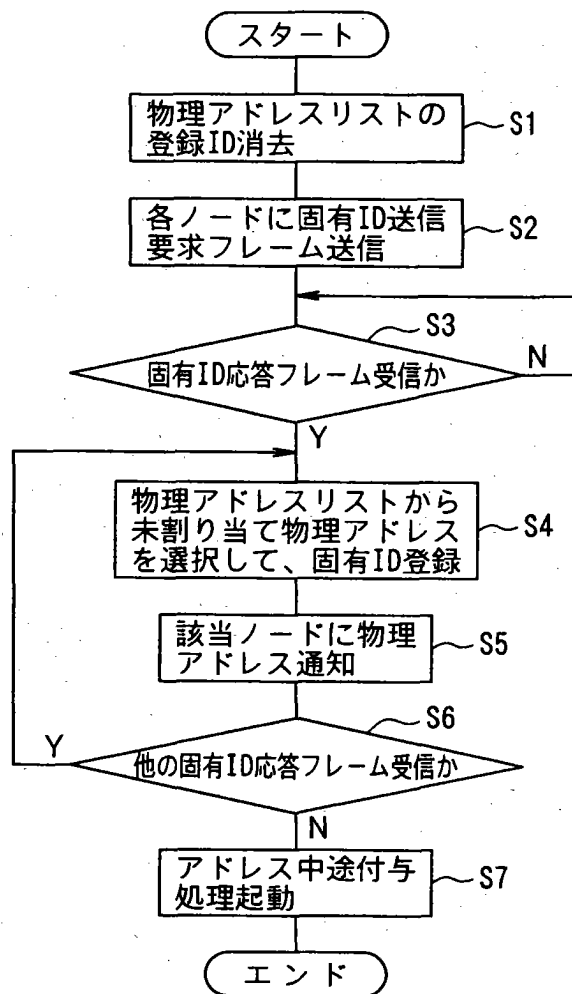 スタート
物理アドレスリストの
登録ID消去
S1
各ノードに固有ID送信
要求フレーム送信
S2
S3
固有ID応答フレーム受信か
N
Y
物理アドレスリストから
未割り当て物理アドレス
を選択して、固有ID登録
S4
該当ノードに物理
アドレス通知
S5
S6
Y
他の固有ID応答フレーム受信か
N
アドレス中途付与
処理起動
S7
エンド